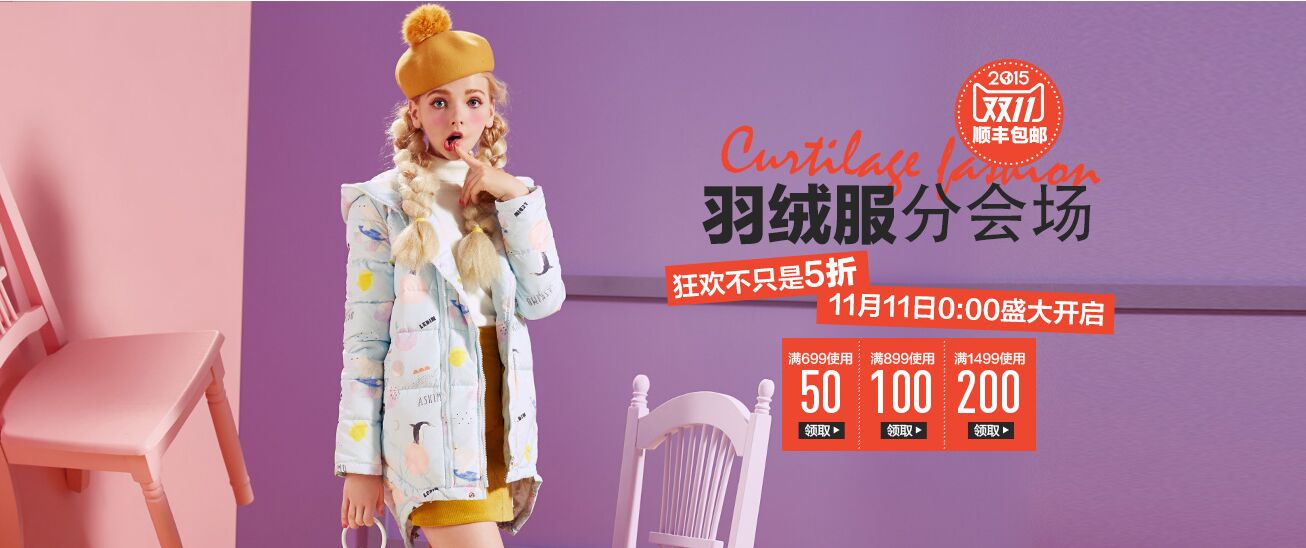 2015
双11
顺丰包邮
Curtilage fashion
羽绒服分会场
狂欢不只是5折
11月11日0:00盛大开启
满699使用
50
领取
满899使用
100
领取
满1499使用
200
领取
LEDIN
ASKIM